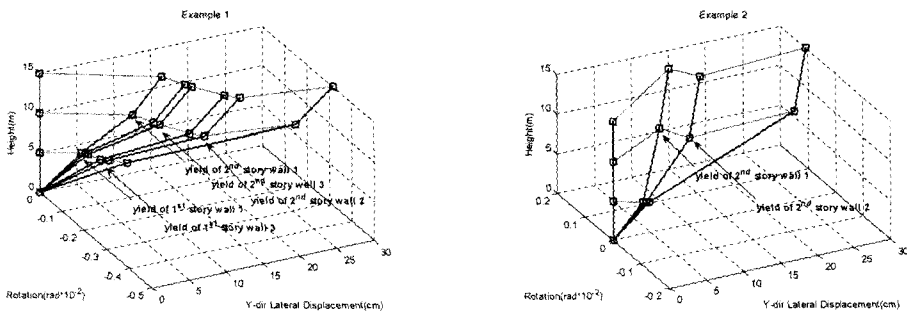 Example 1
15
10
5
0
Height(m)
-0.1
-0.2
-0.3
-0.4
-0.5
Rotation(rad*10-2)
0
5
10
15
20
25
30
Y-dir Lateral Displacement(cm)
yield of 2nd story wall 1
yield of 2nd story wall 3
yield of 2nd story wall 2
yield of 1st story wall 1
yield of 1st story wall 3
Example 2
15
10
5
0
Height(m)
0.2
0.1
0
-0.1
-0.2
Rotation(rad*10-2)
0
5
10
15
20
25
30
Y-dir Lateral Displacement(cm)
yield of 2nd story wall 1
yield of 2nd story wall 2